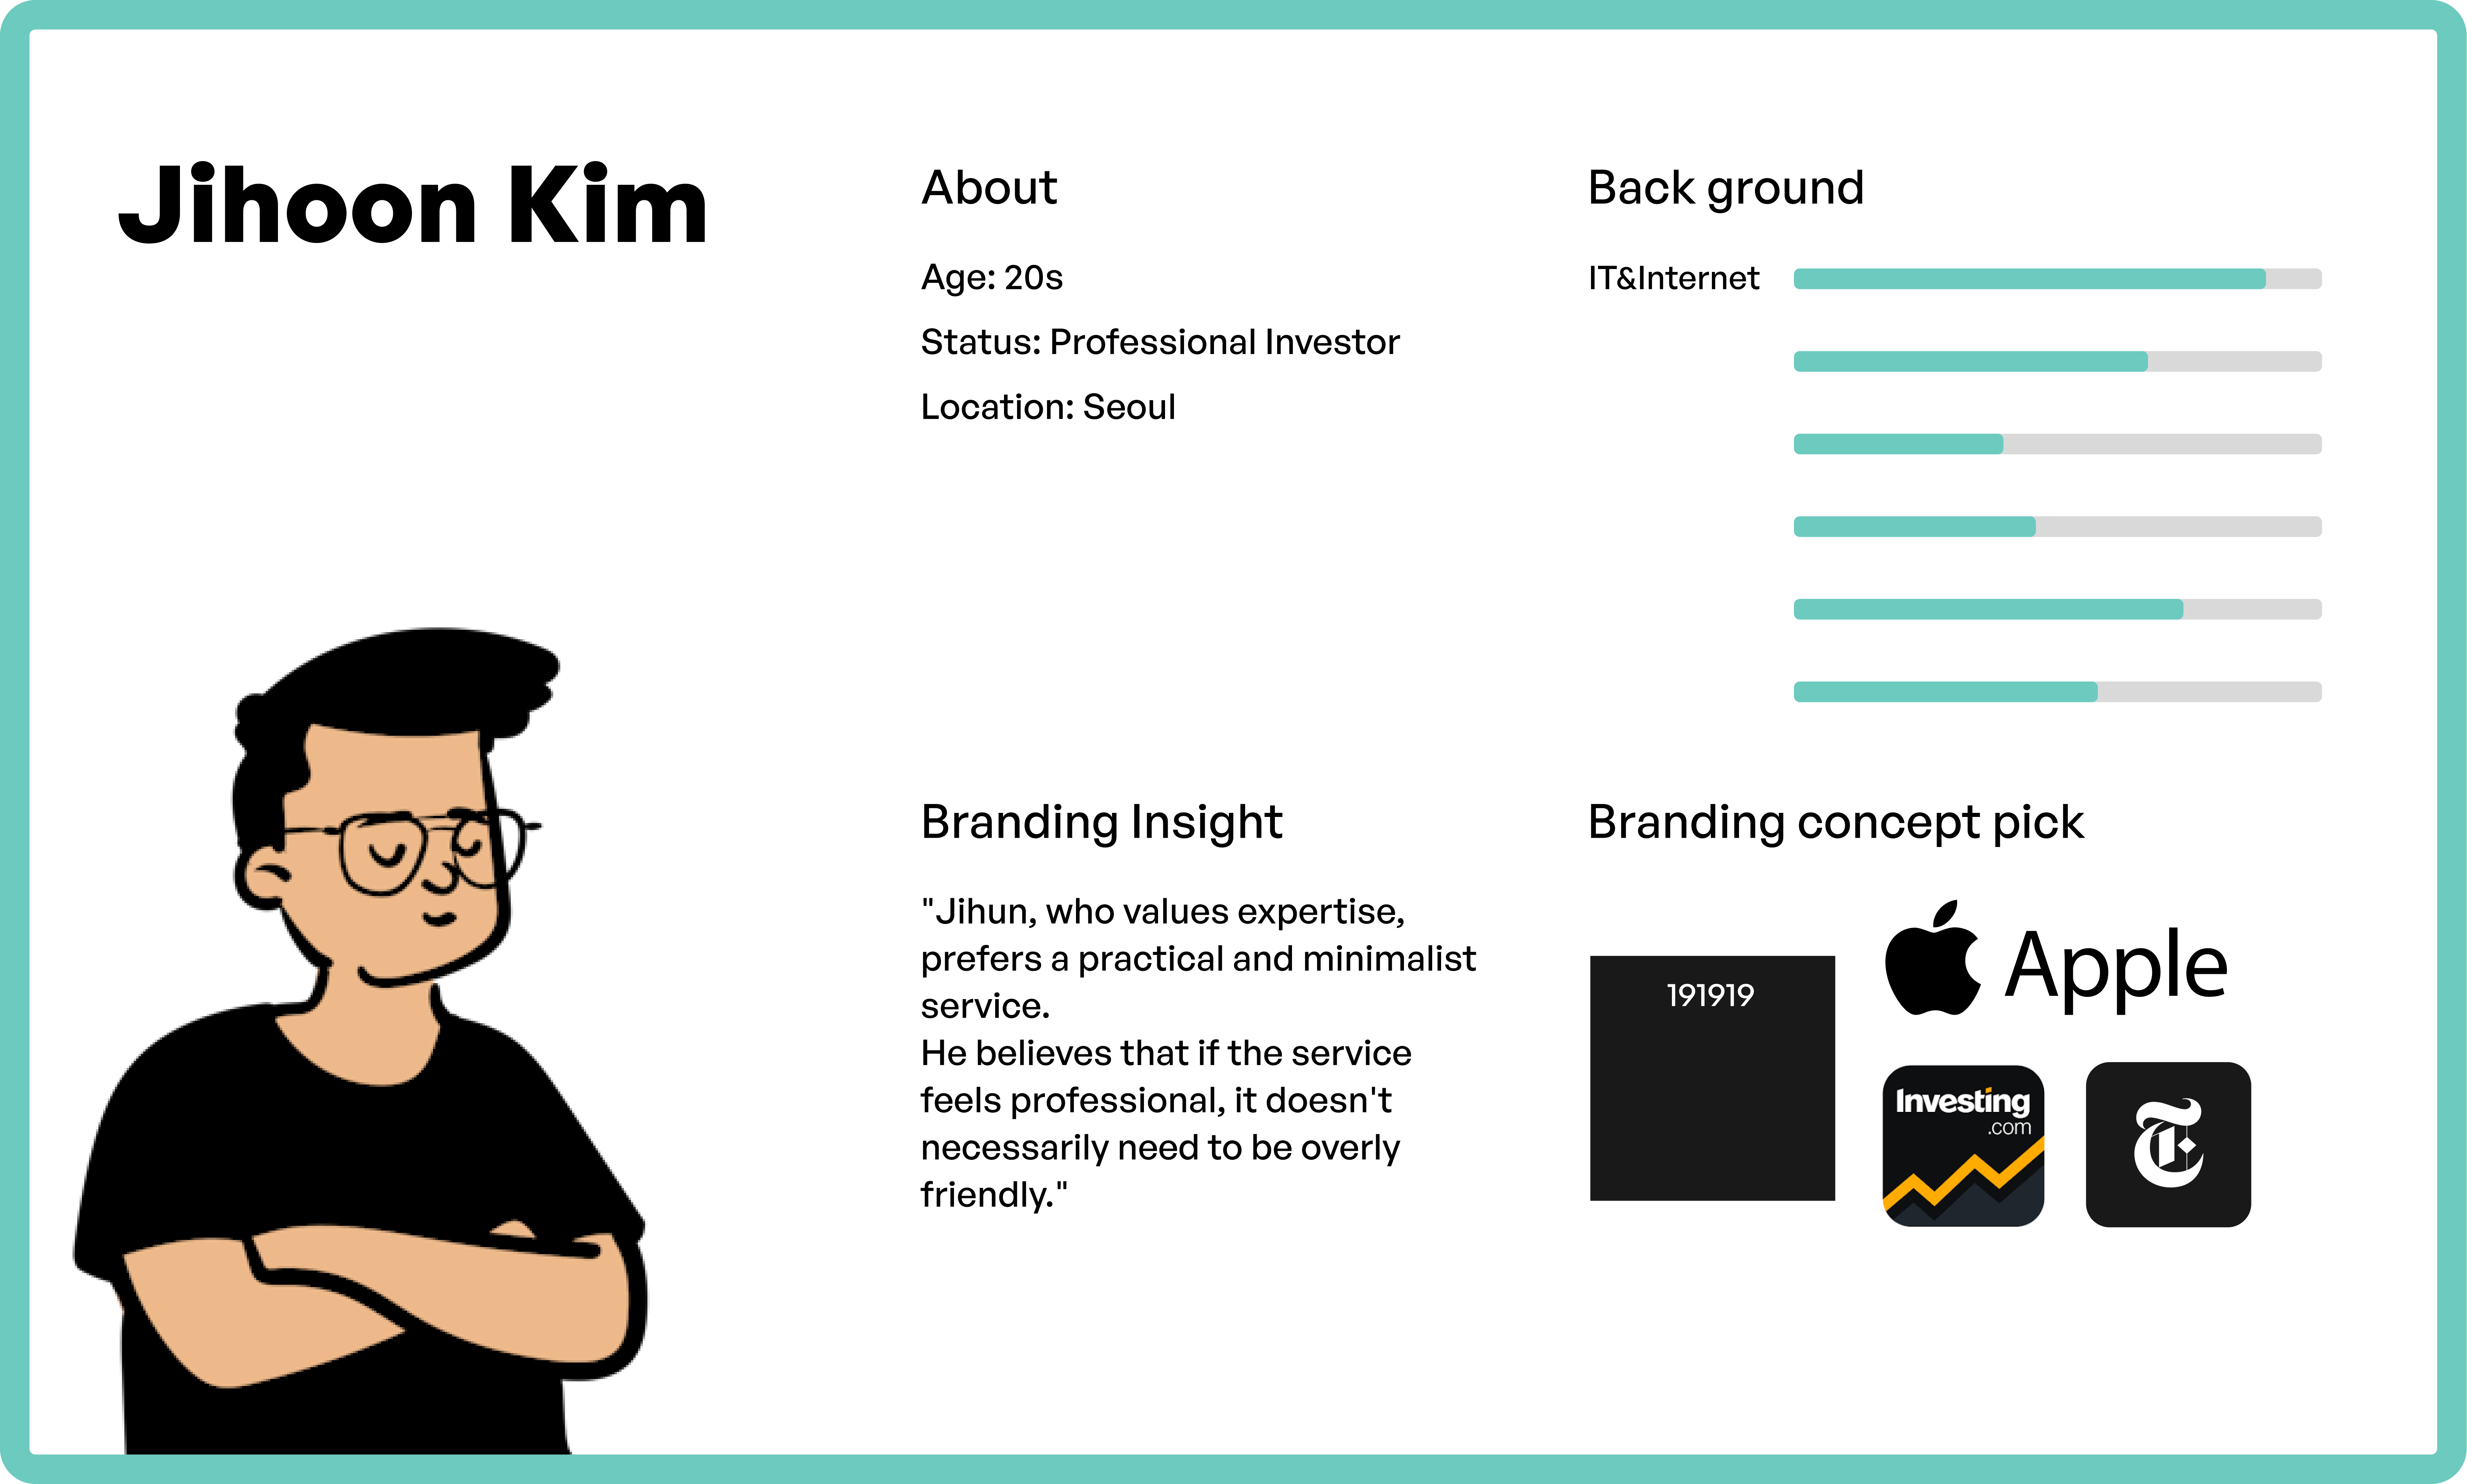 Jihoon Kim
About
Age: 20s
Status: Professional Investor
Location: Seoul
Back ground
IT&Internet
Branding Insight
"Jihun, who values expertise,
prefers a practical and minimalist
service.
He believes that if the service
feels professional, it doesn't
necessarily need to be overly
friendly."
Branding concept pick
191919
Apple
Investing
.com
T